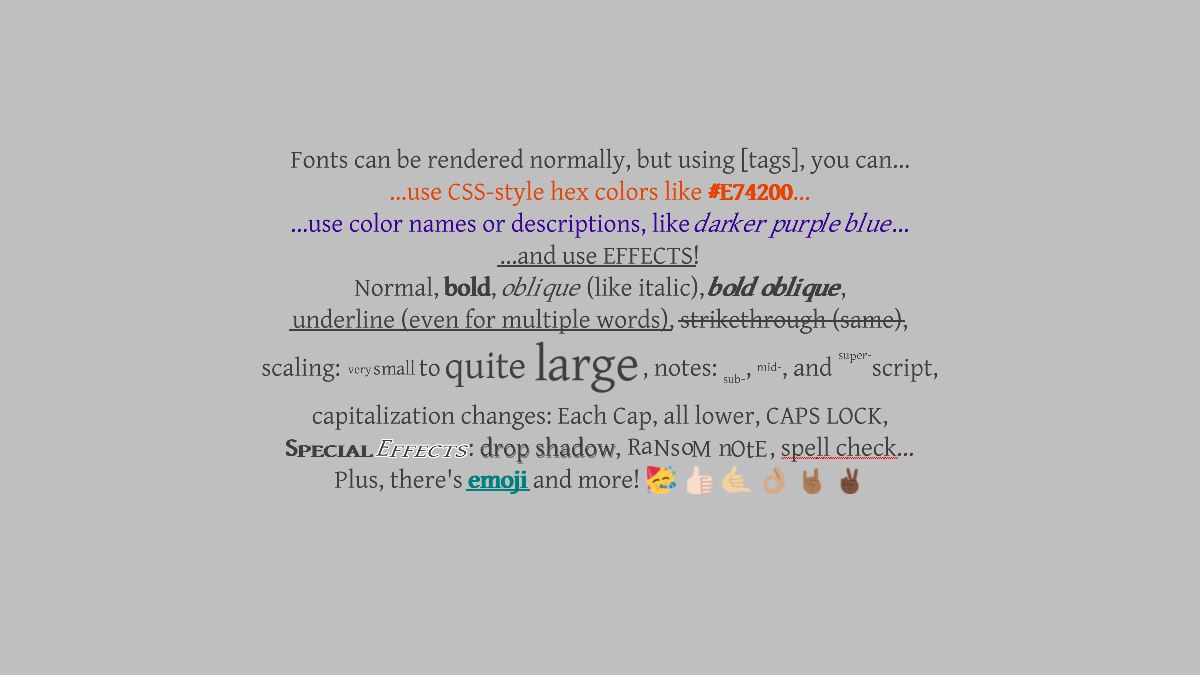 Fonts can be rendered normally, but using [tags], you can...
...use CSS-style hex colors like #E74200...
...use color names or descriptions, like darker purple blue...
...and use EFFECTS!
Normal, bold, oblique (like italic), bold oblique,
underline (even for multiple words), strikethrough (same),
scaling: very small to quite large, notes: sub-, mid-, and super-script,
capitalization changes: Each Cap, all lower, CAPS LOCK,
Special Effects: drop shadow, RaNsoM nOtE, spell check...
Plus, there's emoji and more! 🥳 👍🏻 🤙🏼 👌🏽 🤘🏾 ✌🏿